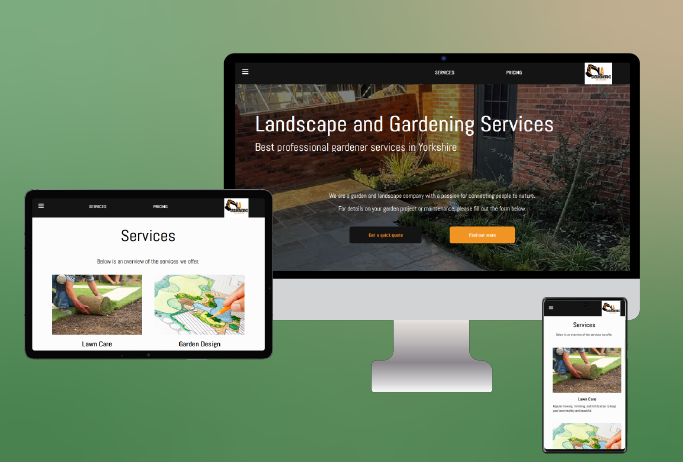 SERVICES PRICING
Landscape and Gardening Services
Best professional gardener services in Yorkshire
We are a garden and landscape company with a passion for connecting people to nature.
For details on your garden project or maintenance, please fill out the form below.
Get a quick quote
Find out more
SERVICES PRICING
Services
Below is an overview of the services we offer.
Lawn Care
Garden Design
Services
Below is an overview of the services we offer.
Lawn Care